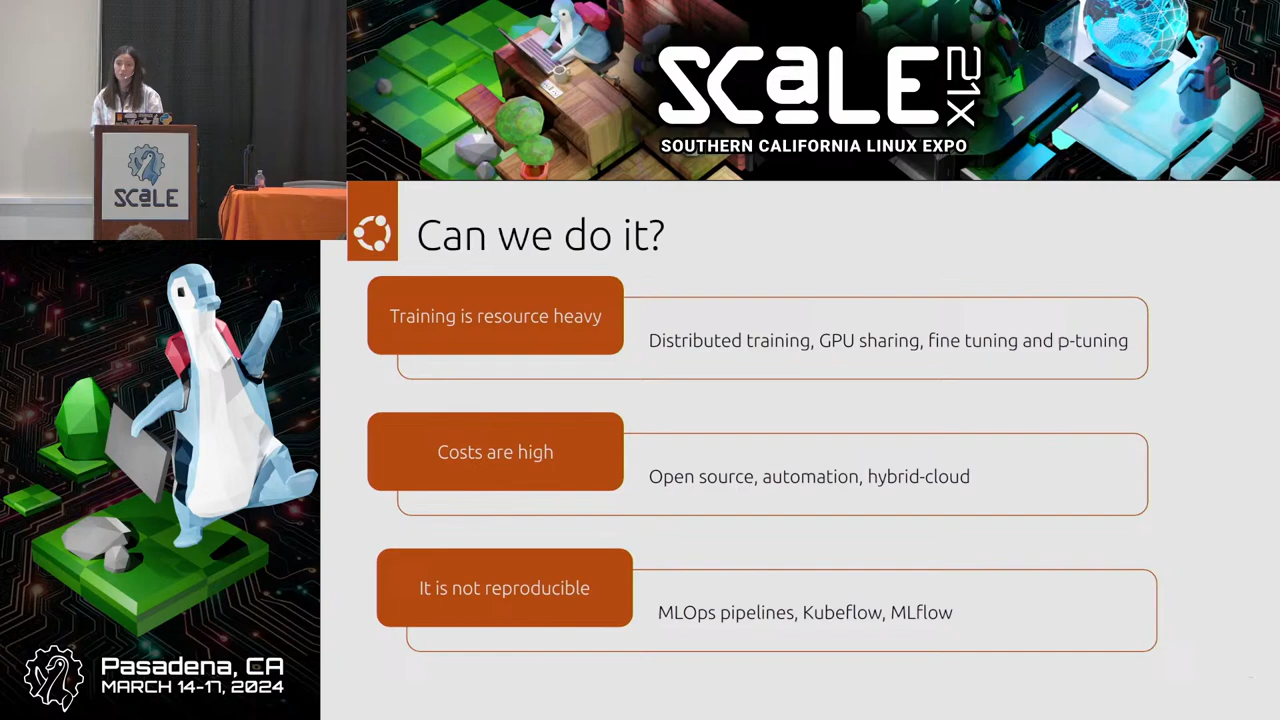 SCALE
21X
SOUTHERN CALIFORNIA LINUX EXPO
SCALE
Can we do it?
Training is resource heavy
Distributed training, GPU sharing, fine tuning and p-tuning
Costs are high
Open source, automation, hybrid-cloud
It is not reproducible
MLOps pipelines, Kubeflow, MLflow
Pasadena, CA
MARCH 14-17, 2024